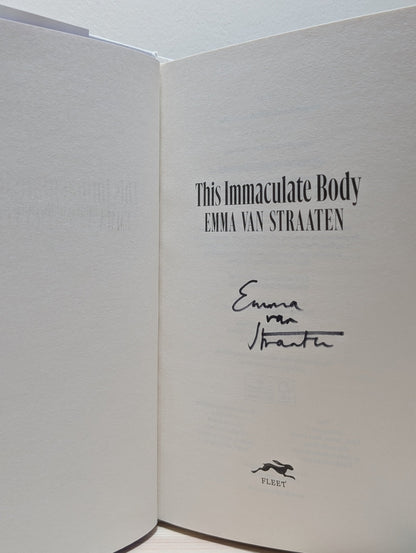 This Immaculate Body
EMMA VAN STRAATEN
Emma
van
Straaten
FLEET